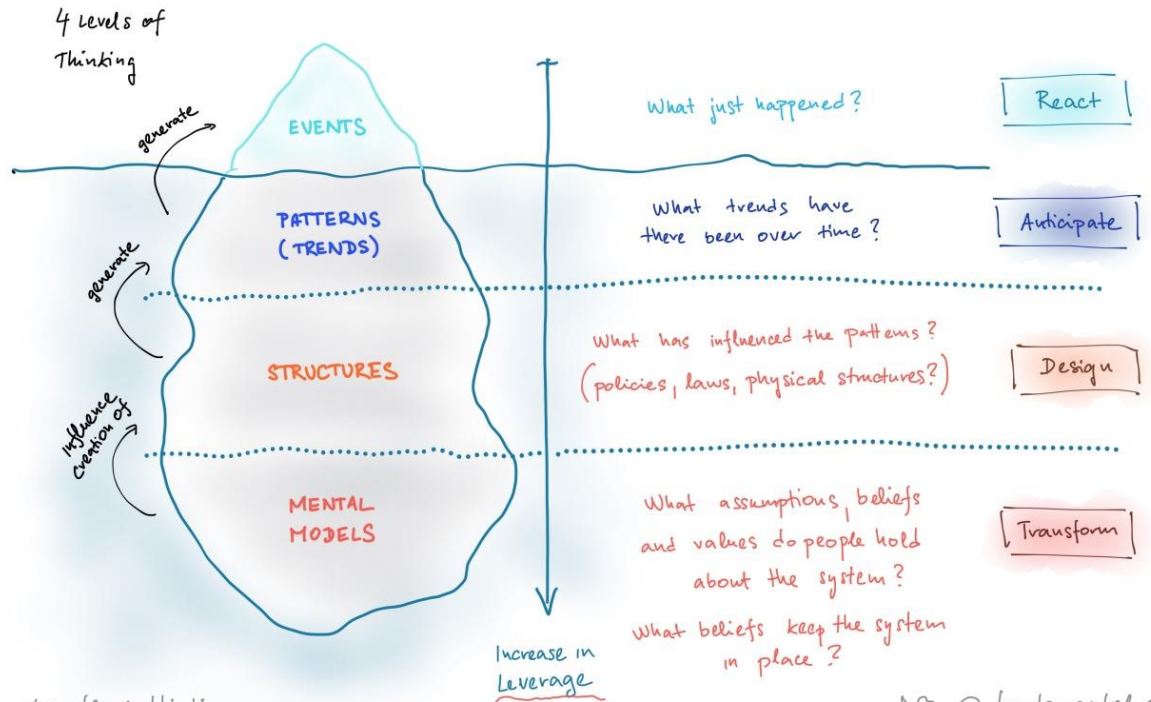 4 Levels of
Thinking
generate
EVENTS
What just happened?
React
generate
PATTERNS
(TRENDS)
What trends have
there been over time?
Anticipate
Influence
creation of
STRUCTURES
What has influenced the patterns?
(policies, laws, physical structures?)
Design
MENTAL
MODELS
What assumptions, beliefs
and values do people hold
about the system?
What beliefs keep the system
in place?
Transform
Increase in
Leverage